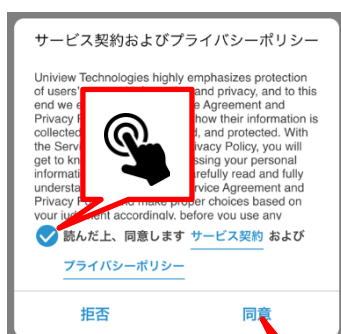 サービス契約およびプライバシーポリシー
Uniview Technologies highly emphasizes protection
of users' and privacy, and to this
end we e Agreement and
Privacy how their information is
collected d, and protected. With
the Serv ivacy Policy, you will
get to kn ssing your personal
informati arefully read and fully
understa rvice Agreement and
Privacy make proper choices based on
your judgment accordingly, before you use any
読んだ上、同意します サービス契約 および
プライバシーポリシー
拒否 同意